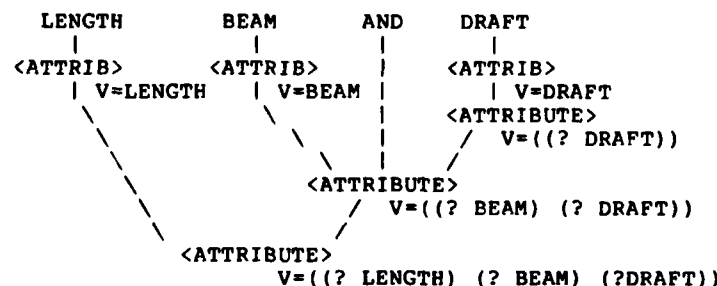 LENGTH BEAM AND DRAFT
<ATTRIB> <ATTRIB> <ATTRIB>
V=LENGTH V=BEAM V=DRAFT
<ATTRIBUTE>
V=((? DRAFT))
<ATTRIBUTE>
V=((? BEAM) (? DRAFT))
<ATTRIBUTE>
V=((? LENGTH) (? BEAM) (?DRAFT))